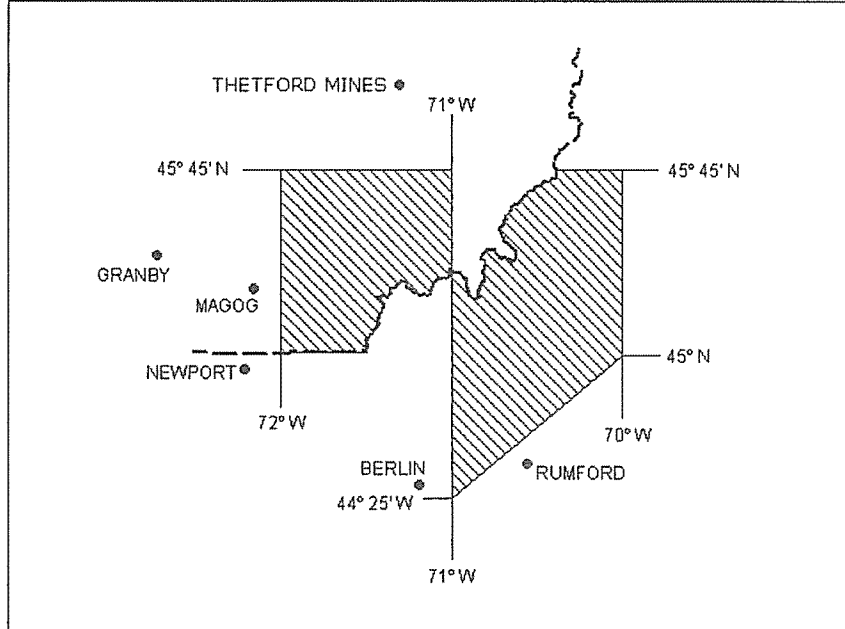 THETFORD MINES
71° W
45° 45' N
45° 45' N
GRANBY
MAGOG
NEWPORT
45° N
72° W
70° W
BERLIN
RUMFORD
44° 25' W
71° W